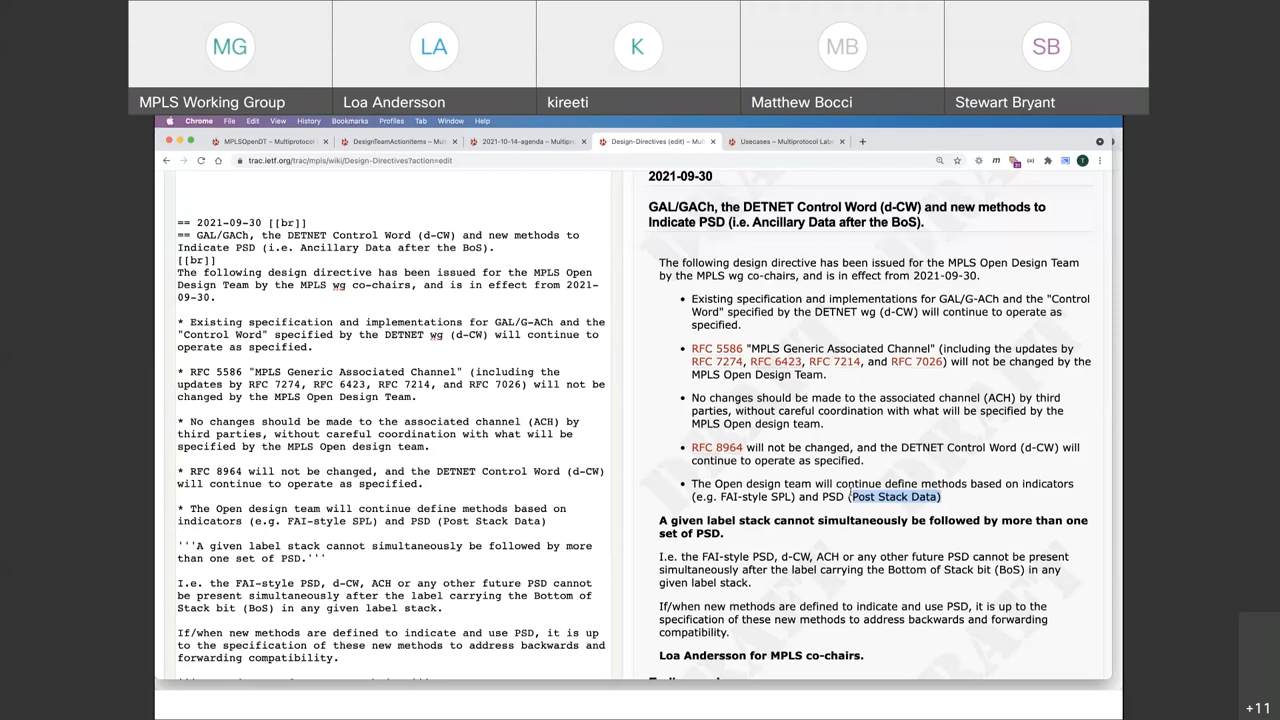 MG
LA
K
MB
SB
MPLS Working Group
Loa Andersson
kireeti
Matthew Bocci
Stewart Bryant
Chrome File Edit View History Bookmarks Profiles Tab Window Help
MPLSOpenDT – Multiprotocol
DesignTeamActionItems – Mult
2021-10-14-agenda – Multipro
Design-Directives (edit) – Mul
Usecases – Multiprotocol Lab
trac.ietf.org/trac/mpls/wiki/Design-Directives?action=edit
== 2021-09-30 [[br]]
== GAL/GACh, the DETNET Control Word (d-CW) and new methods to
Indicate PSD (i.e. Ancillary Data after the BoS).
[[br]]
The following design directive has been issued for the MPLS Open
Design Team by the MPLS wg co-chairs, and is in effect from 2021-
09-30.
* Existing specification and implementations for GAL/G-ACh and the
"Control Word" specified by the DETNET wg (d-CW) will continue to
operate as specified.
* RFC 5586 "MPLS Generic Associated Channel" (including the
updates by RFC 7274, RFC 6423, RFC 7214, and RFC 7026) will not be
changed by the MPLS Open Design Team.
* No changes should be made to the associated channel (ACH) by
third parties, without careful coordination with what will be
specified by the MPLS Open design team.
* RFC 8964 will not be changed, and the DETNET Control Word (d-CW)
will continue to operate as specified.
* The Open design team will continue define methods based on
indicators (e.g. FAI-style SPL) and PSD (Post Stack Data)
'''A given label stack cannot simultaneously be followed by more
than one set of PSD.'''
I.e. the FAI-style PSD, d-CW, ACH or any other future PSD cannot
be present simultaneously after the label carrying the Bottom of
Stack bit (BoS) in any given label stack.
If/when new methods are defined to indicate and use PSD, it is up
to the specification of these new methods to address backwards and
forwarding compatibility.
2021-09-30
GAL/GACh, the DETNET Control Word (d-CW) and new methods to
Indicate PSD (i.e. Ancillary Data after the BoS).
The following design directive has been issued for the MPLS Open Design Team
by the MPLS wg co-chairs, and is in effect from 2021-09-30.
• Existing specification and implementations for GAL/G-ACh and the "Control
Word" specified by the DETNET wg (d-CW) will continue to operate as
specified.
• RFC 5586 "MPLS Generic Associated Channel" (including the updates by
RFC 7274, RFC 6423, RFC 7214, and RFC 7026) will not be changed by the
MPLS Open Design Team.
• No changes should be made to the associated channel (ACH) by third
parties, without careful coordination with what will be specified by the
MPLS Open design team.
• RFC 8964 will not be changed, and the DETNET Control Word (d-CW) will
continue to operate as specified.
• The Open design team will continue define methods based on indicators
(e.g. FAI-style SPL) and PSD (Post Stack Data)
A given label stack cannot simultaneously be followed by more than one
set of PSD.
I.e. the FAI-style PSD, d-CW, ACH or any other future PSD cannot be present
simultaneously after the label carrying the Bottom of Stack bit (BoS) in any
given label stack.
If/when new methods are defined to indicate and use PSD, it is up to the
specification of these new methods to address backwards and forwarding
compatibility.
Loa Andersson for MPLS co-chairs.
DRAFT
+11